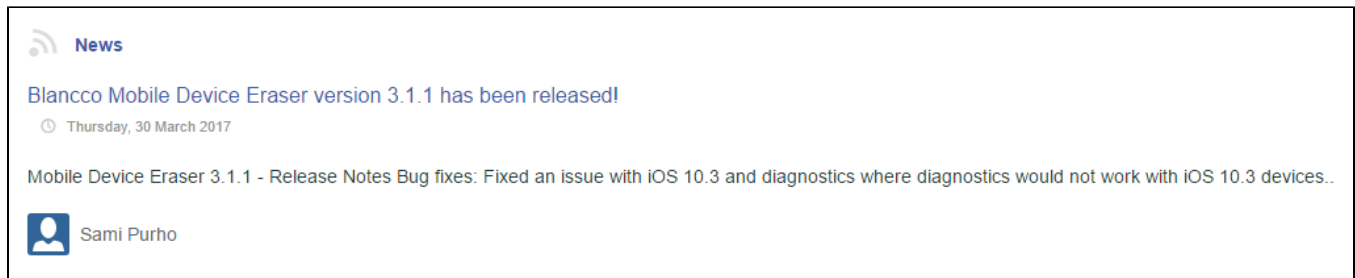 News
Blancco Mobile Device Eraser version 3.1.1 has been released!
Thursday, 30 March 2017
Mobile Device Eraser 3.1.1 - Release Notes Bug fixes: Fixed an issue with iOS 10.3 and diagnostics where diagnostics would not work with iOS 10.3 devices..
Sami Purho